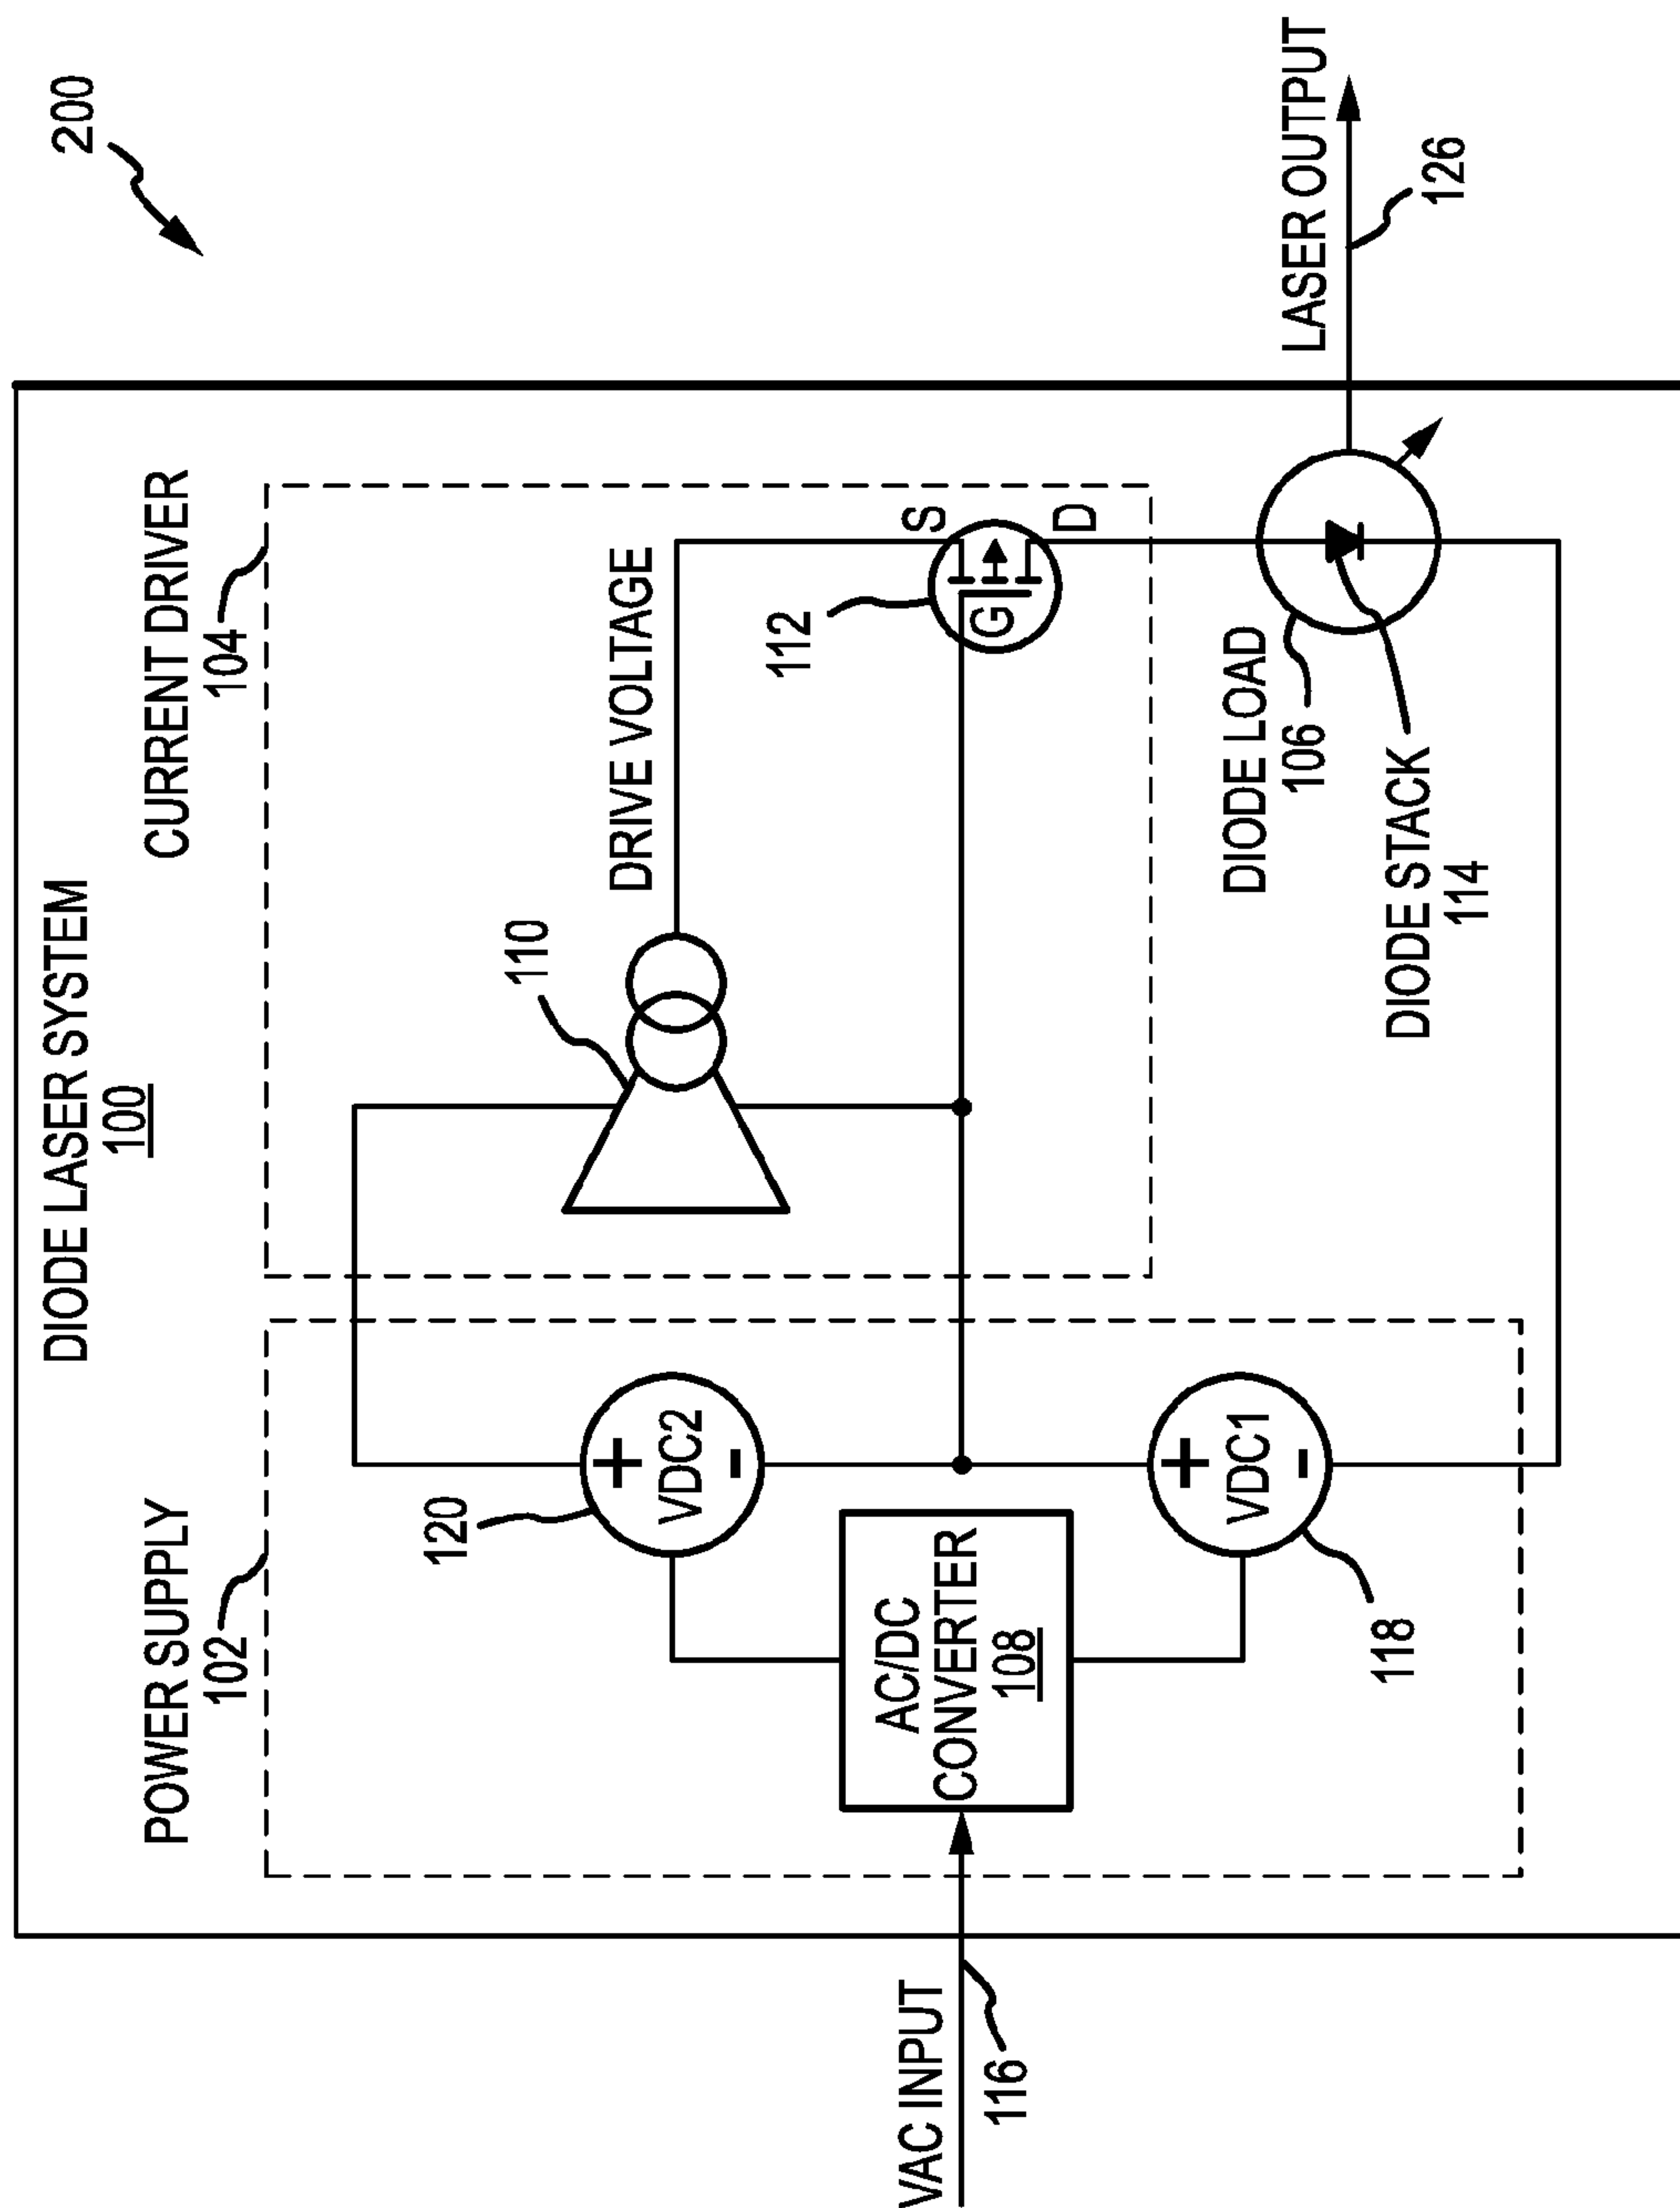 200
DIODE LASER SYSTEM
100
POWER SUPPLY
102
CURRENT DRIVER
104
120
+
VDC2
-
110
DRIVE VOLTAGE
VAC INPUT
116
AC/DC
CONVERTER
108
112
S
G
D
+
VDC1
-
118
DIODE LOAD
106
DIODE STACK
114
LASER OUTPUT
126